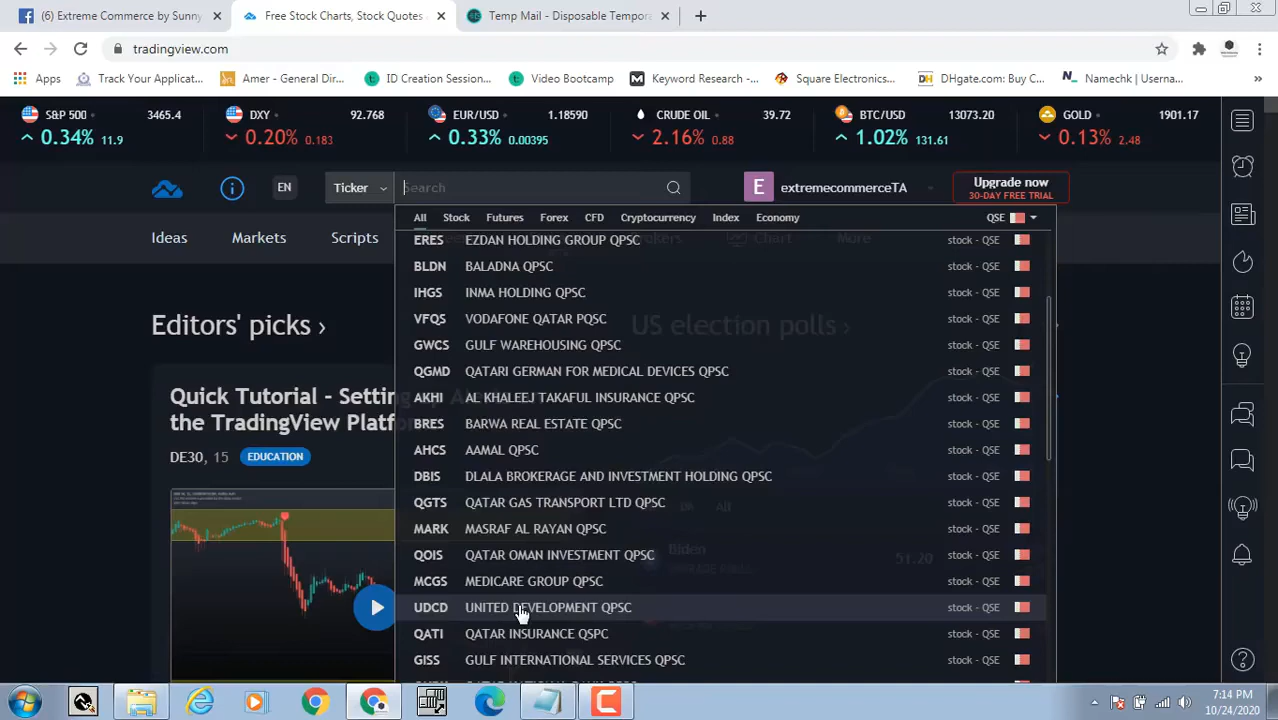 (6) Extreme Commerce by Sunny
Free Stock Charts, Stock Quotes
Temp Mail - Disposable Tempora
tradingview.com
Apps
Track Your Applicat...
Amer - General Dir...
ID Creation Session...
Video Bootcamp
Keyword Research -...
Square Electronics...
DHgate.com: Buy C...
Namechk | Userna...
»
S&P 500 3465.4
0.34% 11.9
DXY 92.768
0.20% 0.183
EUR/USD 1.18590
0.33% 0.00395
CRUDE OIL 39.72
2.16% 0.88
BTC/USD 13073.20
1.02% 131.61
GOLD 1901.17
0.13% 2.48
EN
Ticker
Search
E extremecommerceTA
Upgrade now
30-DAY FREE TRIAL
All Stock Futures Forex CFD Cryptocurrency Index Economy QSE
Ideas Markets Scripts Brokers Chart More
ERES EZDAN HOLDING GROUP QPSC stock - QSE
BLDN BALADNA QPSC stock - QSE
IHGS INMA HOLDING QPSC stock - QSE
VFQS VODAFONE QATAR PQSC stock - QSE
GWCS GULF WAREHOUSING QPSC stock - QSE
QGMD QATARI GERMAN FOR MEDICAL DEVICES QPSC stock - QSE
AKHI AL KHALEEJ TAKAFUL INSURANCE QPSC stock - QSE
BRES BARWA REAL ESTATE QPSC stock - QSE
AHCS AAMAL QPSC stock - QSE
DBIS DLALA BROKERAGE AND INVESTMENT HOLDING QPSC stock - QSE
QGTS QATAR GAS TRANSPORT LTD QPSC stock - QSE
MARK MASRAF AL RAYAN QPSC stock - QSE
QOIS QATAR OMAN INVESTMENT QPSC stock - QSE
MCGS MEDICARE GROUP QPSC stock - QSE
UDCD UNITED DEVELOPMENT QPSC stock - QSE
QATI QATAR INSURANCE QSPC stock - QSE
GISS GULF INTERNATIONAL SERVICES QPSC stock - QSE
Editors' picks ›
US election polls ›
Quick Tutorial - Setting
the TradingView Platf
DE30, 15 EDUCATION
All
Biden
51.20
7:14 PM
10/24/2020